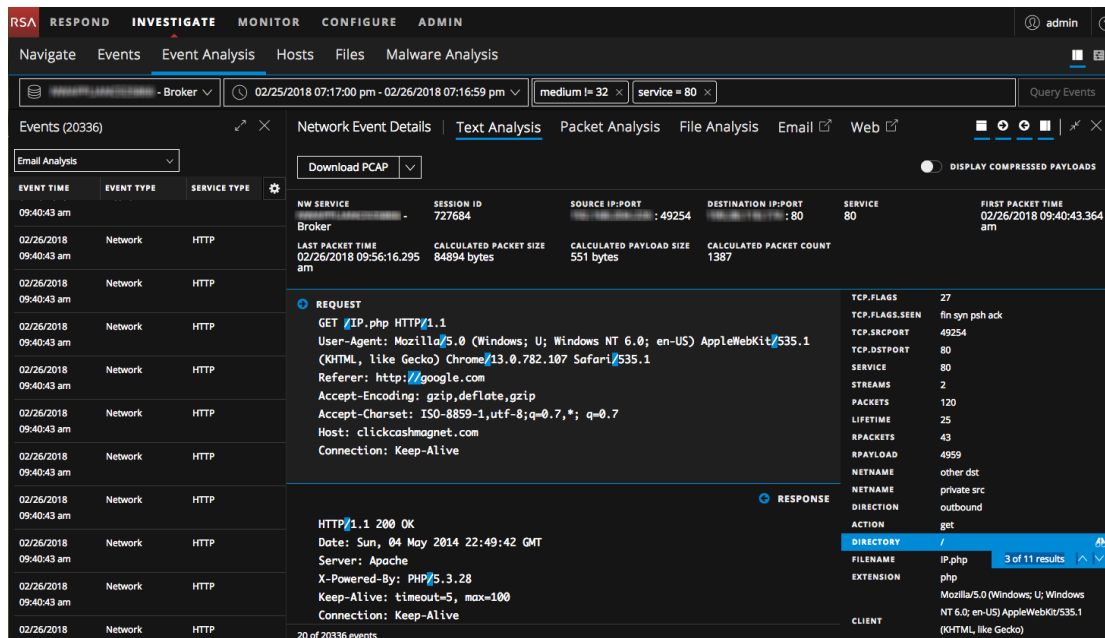 RSA RESPOND INVESTIGATE MONITOR CONFIGURE ADMIN admin
Navigate Events Event Analysis Hosts Files Malware Analysis
- Broker 02/25/2018 07:17:00 pm - 02/26/2018 07:16:59 pm medium != 32 × service = 80 × Query Events
Events (20336) Network Event Details Text Analysis Packet Analysis File Analysis Email Web
Email Analysis
Download PCAP DISPLAY COMPRESSED PAYLOADS
EVENT TIME EVENT TYPE SERVICE TYPE
09:40:43 am
02/26/2018 Network HTTP
09:40:43 am
02/26/2018 Network HTTP
09:40:43 am
02/26/2018 Network HTTP
09:40:43 am
02/26/2018 Network HTTP
09:40:43 am
02/26/2018 Network HTTP
09:40:43 am
02/26/2018 Network HTTP
09:40:43 am
02/26/2018 Network HTTP
09:40:43 am
02/26/2018 Network HTTP
09:40:43 am
02/26/2018 Network HTTP
09:40:43 am
02/26/2018 Network HTTP
NW SERVICE SESSION ID SOURCE IP:PORT DESTINATION IP:PORT SERVICE FIRST PACKET TIME
- 727684 : 49254 : 80 80 02/26/2018 09:40:43.364
Broker am
LAST PACKET TIME CALCULATED PACKET SIZE CALCULATED PAYLOAD SIZE CALCULATED PACKET COUNT
02/26/2018 09:56:16.295 84894 bytes 551 bytes 1387
am
REQUEST
GET /IP.php HTTP/1.1
User-Agent: Mozilla/5.0 (Windows; U; Windows NT 6.0; en-US) AppleWebKit/535.1
(KHTML, like Gecko) Chrome/13.0.782.107 Safari/535.1
Referer: http://google.com
Accept-Encoding: gzip,deflate,gzip
Accept-Charset: ISO-8859-1,utf-8;q=0.7,*; q=0.7
Host: clickcashmagnet.com
Connection: Keep-Alive
RESPONSE
HTTP/1.1 200 OK
Date: Sun, 04 May 2014 22:49:42 GMT
Server: Apache
X-Powered-By: PHP/5.3.28
Keep-Alive: timeout=5, max=100
Connection: Keep-Alive
20 of 20336 events
TCP.FLAGS 27
TCP.FLAGS.SEEN fin syn psh ack
TCP.SRCPORT 49254
TCP.DSTPORT 80
SERVICE 80
STREAMS 2
PACKETS 120
LIFETIME 25
RPACKETS 43
RPAYLOAD 4959
NETNAME other dst
NETNAME private src
DIRECTION outbound
ACTION get
DIRECTORY /
FILENAME IP.php 3 of 11 results
EXTENSION php
Mozilla/5.0 (Windows; U; Windows
NT 6.0; en-US) AppleWebKit/535.1
CLIENT (KHTML, like Gecko)